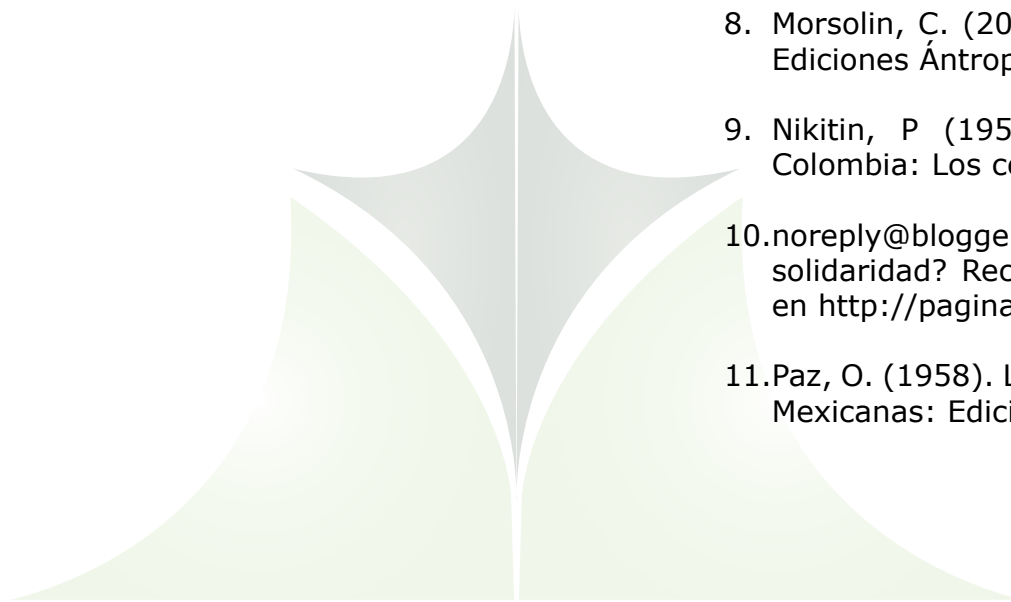 8. Morsolin, C. (20
Ediciones Ántrop
9. Nikitin, P (195
Colombia: Los c
10.noreply@blogge
solidaridad? Rec
en http://pagina
11.Paz, O. (1958). L
Mexicanas: Edici